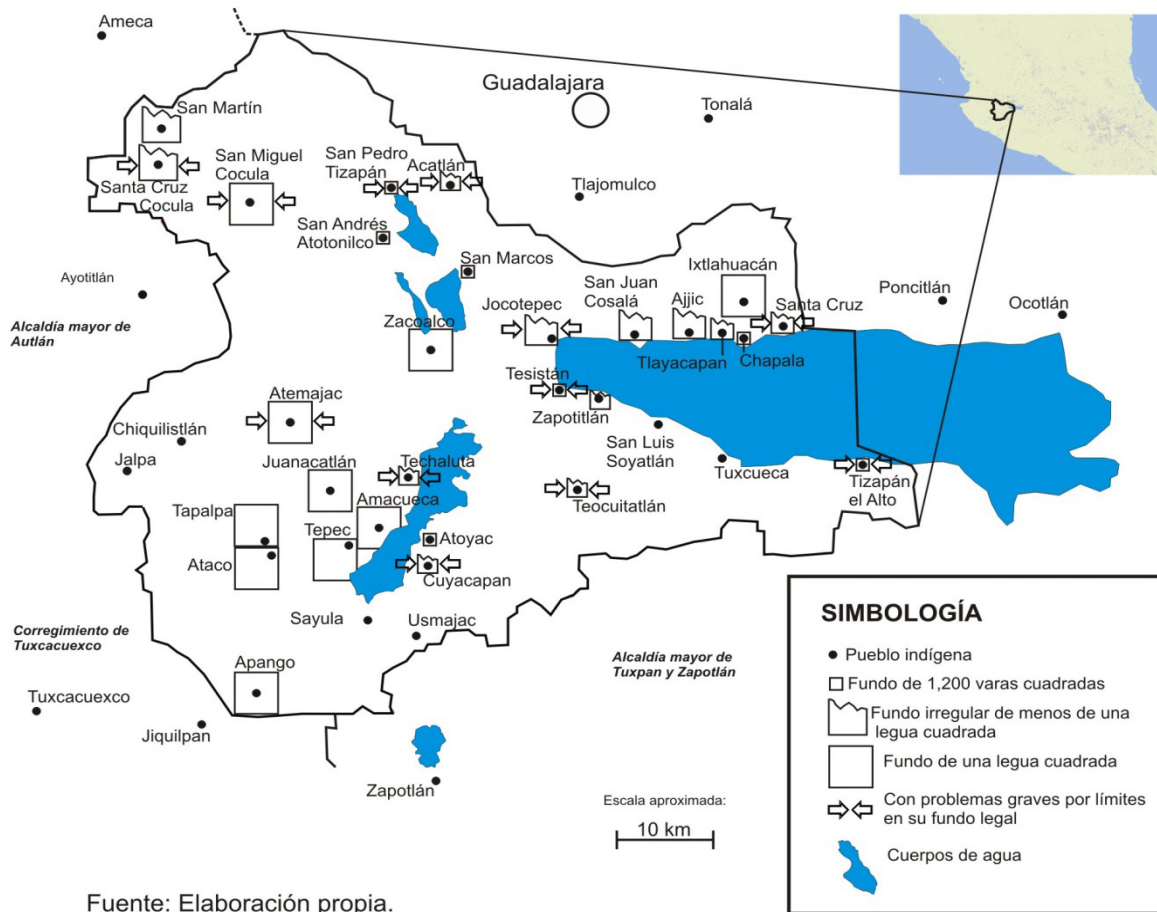 Ameca
Guadalajara
Tonalá
San Martín
San Miguel
Cocula
San Pedro
Tizapán
Acatlán
Santa Cruz
Cocula
Tlajomulco
San Andrés
Atotonilco
San Marcos
Ixtlahuacán
Ayotitlán
San Juan
Cosalá
Ajjic
Santa Cruz
Poncitlán
Ocotlán
Jocotepec
Alcaldía mayor de
Autlán
Zacoalco
Tlayacapan
Chapala
Tesistán
Zapotitlán
Atemajac
Chiquilistlán
San Luis
Soyatlán
Jalpa
Juanacatlán
Techaluta
Tuxcueca
Tizapán
el Alto
Teocuitatlán
Amacueca
Tapalpa
Tepec
Atoyac
Ataco
Cuyacapan
Sayula
Usmajac
Corregimiento de
Tuxcacuexco
Alcaldía mayor de
Tuxpan y Zapotlán
Apango
Tuxcacuexco
Jiquilpan
Zapotlán
Escala aproximada:
10 km
SIMBOLOGÍA
Pueblo indígena
Fundo de 1,200 varas cuadradas
Fundo irregular de menos de una
legua cuadrada
Fundo de una legua cuadrada
Con problemas graves por límites
en su fundo legal
Cuerpos de agua
Fuente: Elaboración propia.